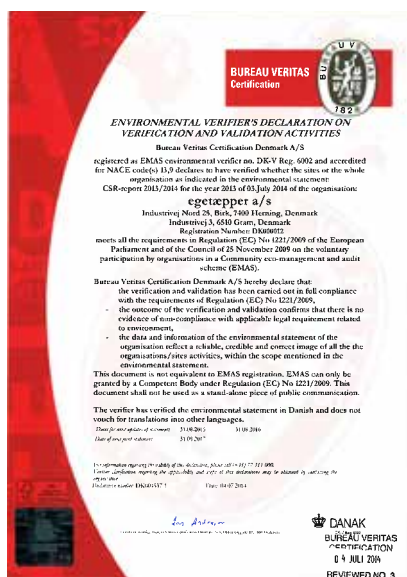 BUREAU VERITAS
Certification
BUREAU VERITAS
1828
ENVIRONMENTAL VERIFIER'S DECLARATION ON
VERIFICATION AND VALIDATION ACTIVITIES
Bureau Veritas Certification Denmark A/S
registered as EMAS environmental verifier no. DK-V Reg. 6002 and accredited
for NACE code(s) 13,9 declares to have verified whether the sites or the whole
organisation as indicated in the environmental statement:
CSR-report 2013/2014 for the year 2013 of 03.July 2014 of the organisation:
egetæpper a/s
Industrivej Nord 25, Birk, 7400 Herning, Denmark
Industrivej 3, 6510 Gram, Denmark
Registration Number: DK000012
meets all the requirements in Regulation (EC) No 1221/2009 of the European
Parliament and of the Council of 25 November 2009 on the voluntary
participation by organisations in a Community eco-management and audit
scheme (EMAS).
Bureau Veritas Certification Denmark A/S hereby declare that:
the verification and validation has been carried out in full compliance
with the requirements of Regulation (EC) No 1221/2009,
- the outcome of the verification and validation confirms that there is no
evidence of non-compliance with applicable legal requirement related
to environment,
- the data and information of the environmental statement of the
organisation reflect a reliable, credible and correct image of all the the
organisations/sites activities, within the scope mentioned in the
environmental statement.
This document is not equivalent to EMAS registration. EMAS can only be
granted by a Competent Body under Regulation (EC) No 1221/2009. This
document shall not be used as a stand-alone piece of public communication.
The verifier has verified the environmental statement in Danish and does not
vouch for translations into other languages.
DANAK
BUREAU VERITAS
CERTIFICATION
0 4 JULI 2014
REVIEWED NO. 3